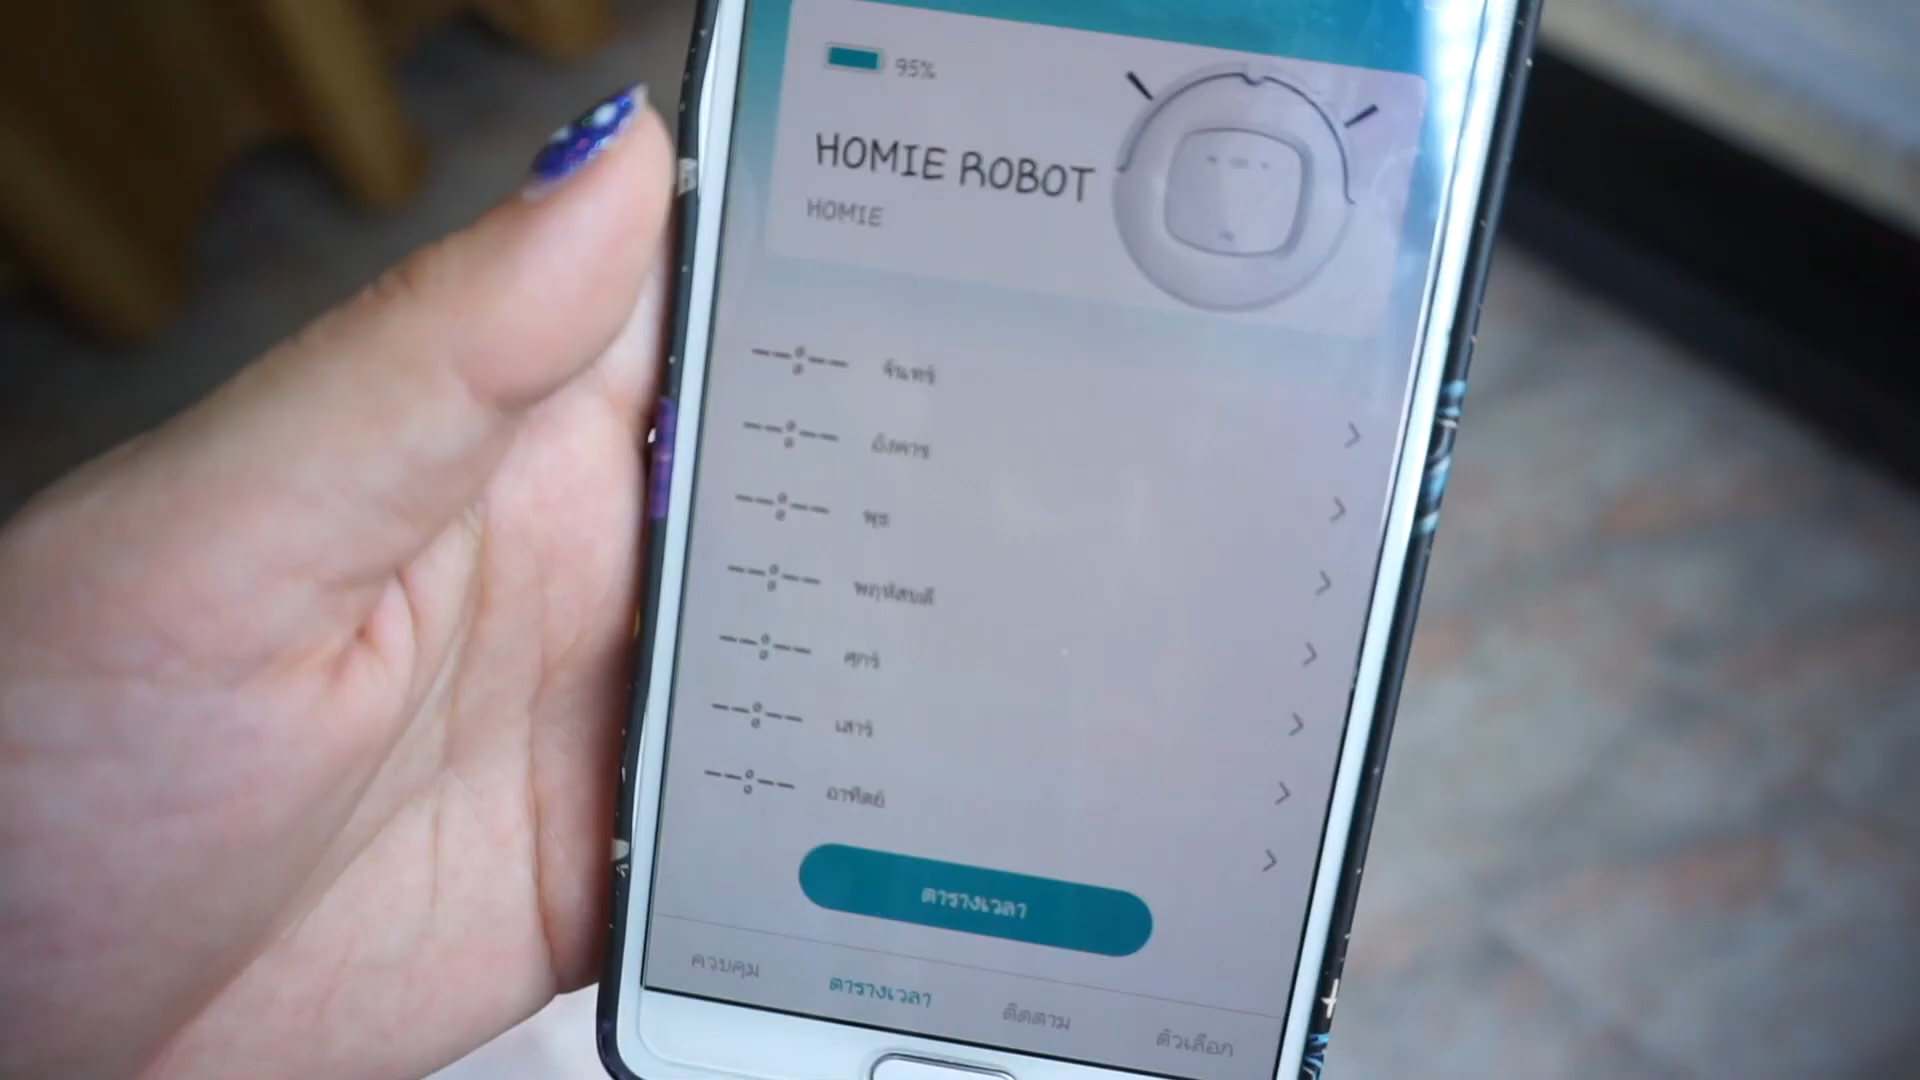 95%
HOMIE ROBOT
HOMIE
--:-- จันทร์
--:-- อังคาร
--:-- พุธ
--:-- พฤหัสบดี
--:-- ศุกร์
--:-- เสาร์
--:-- อาทิตย์
ตารางเวลา
ควบคุม ตารางเวลา ติดตาม ตัวเลือก